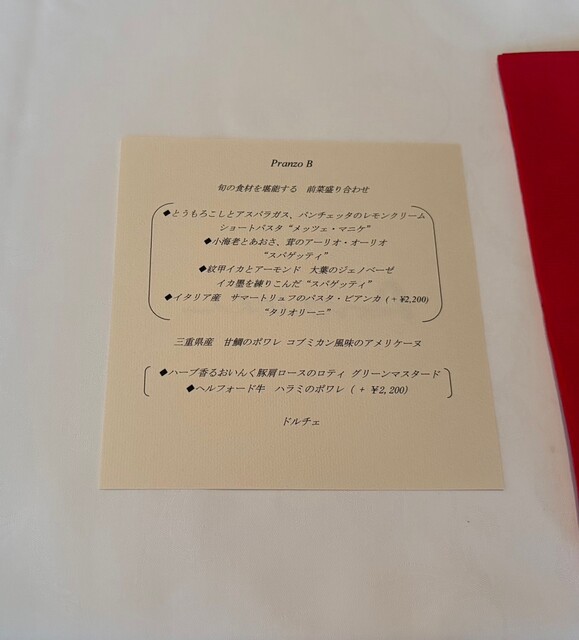 Pranzo B
旬の食材を堪能する　前菜盛り合わせ
◆とうもろこしとアスパラガス、パンチェッタのレモンクリーム
ショートパスタ“メッツェ・マニケ”
◆小海老とあおさ、茸のアーリオ・オーリオ
“スパゲッティ”
◆紋甲イカとアーモンド　大葉のジェノベーゼ
イカ墨を練りこんだ“スパゲッティ”
◆イタリア産　サマートリュフのパスタ・ビアンカ (＋¥2,200)
“タリオリーニ”
三重県産　甘鯛のポワレ コブミカン風味のアメリケーヌ
◆ハーブ香るおいんく豚肩ロースのロティ グリーンマスタード
◆ヘルフォード牛　ハラミのポワレ (＋ ¥2,200)
ドルチェ